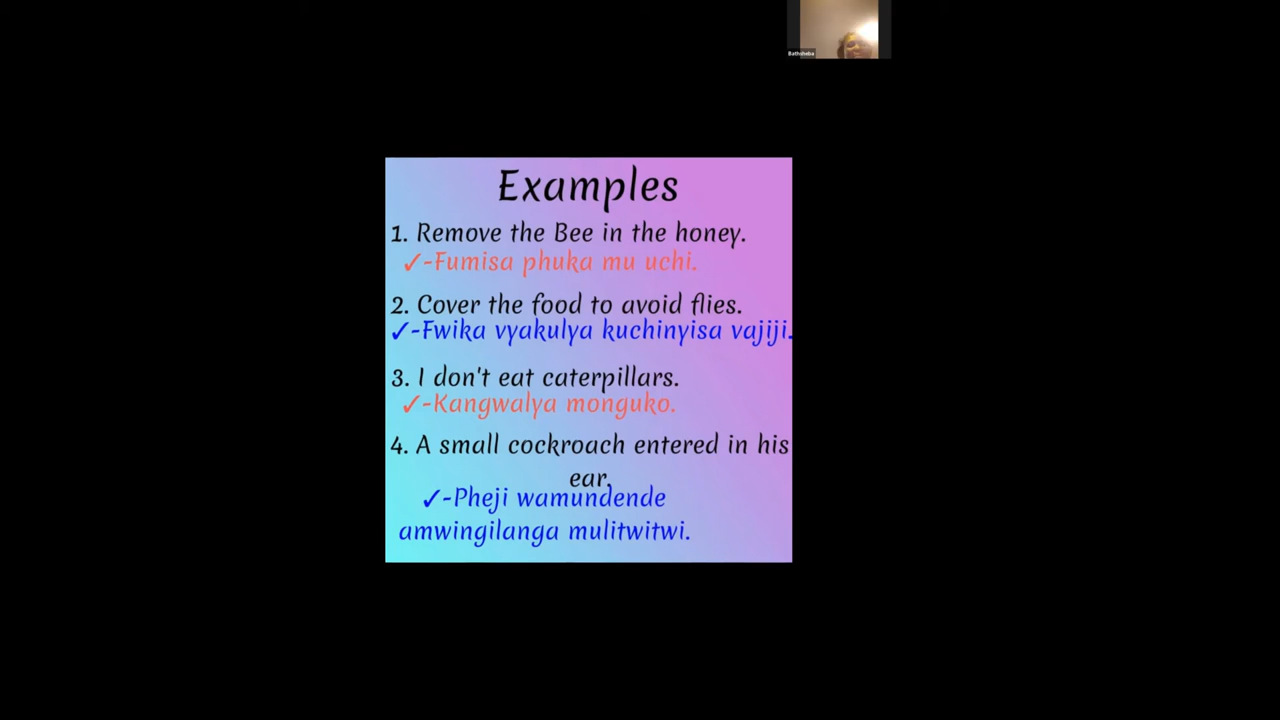 Bathsheba
Examples
1. Remove the Bee in the honey.
✓-Fumisa phuka mu uchi.
2. Cover the food to avoid flies.
✓-Fwika vyakulya kuchinyisa vajiji.
3. I don't eat caterpillars.
✓-Kangwalya monguko.
4. A small cockroach entered in his
ear.
✓-Pheji wamundende
amwingilanga mulitwitwi.